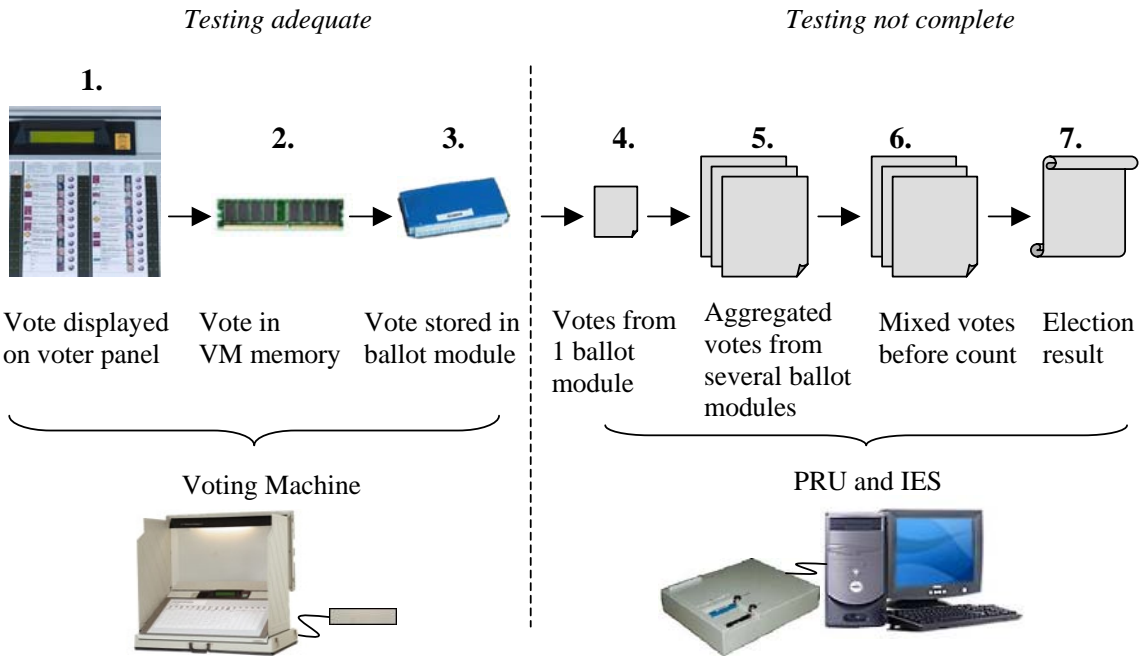 Testing adequate
Testing not complete
1.
2.
3.
4.
5.
6.
7.
Vote displayed
on voter panel
Vote in
VM memory
Vote stored in
ballot module
Votes from
1 ballot
module
Aggregated
votes from
several ballot
modules
Mixed votes
before count
Election
result
Voting Machine
PRU and IES